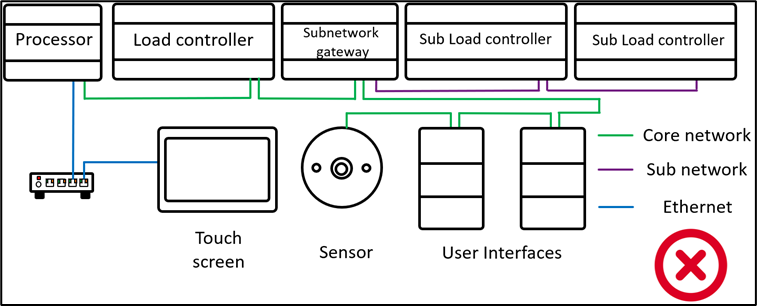 Processor
Load controller
Subnetwork
gateway
Sub Load controller
Sub Load controller
Core network
Sub network
Ethernet
Touch
screen
Sensor
User Interfaces